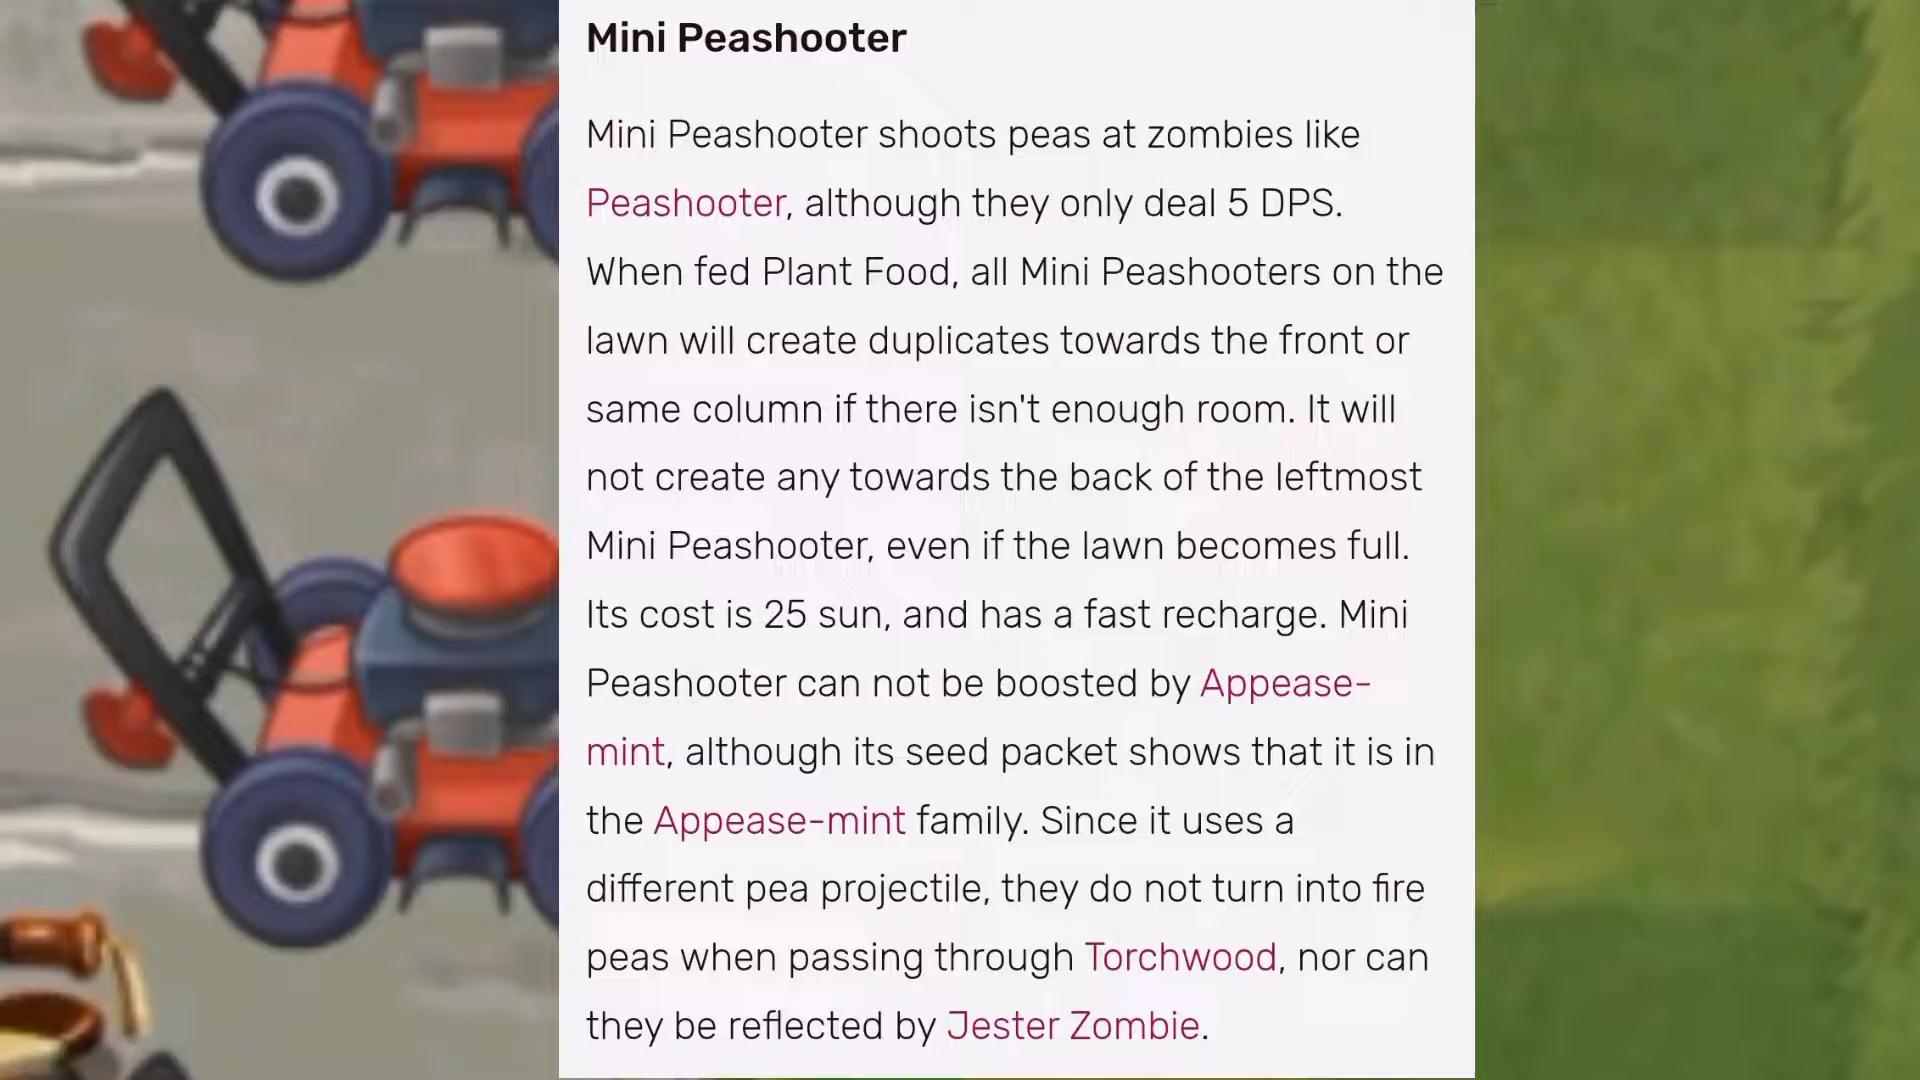 Mini Peashooter
Mini Peashooter shoots peas at zombies like
Peashooter, although they only deal 5 DPS.
When fed Plant Food, all Mini Peashooters on the
lawn will create duplicates towards the front or
same column if there isn't enough room. It will
not create any towards the back of the leftmost
Mini Peashooter, even if the lawn becomes full.
Its cost is 25 sun, and has a fast recharge. Mini
Peashooter can not be boosted by Appease-
mint, although its seed packet shows that it is in
the Appease-mint family. Since it uses a
different pea projectile, they do not turn into fire
peas when passing through Torchwood, nor can
they be reflected by Jester Zombie.